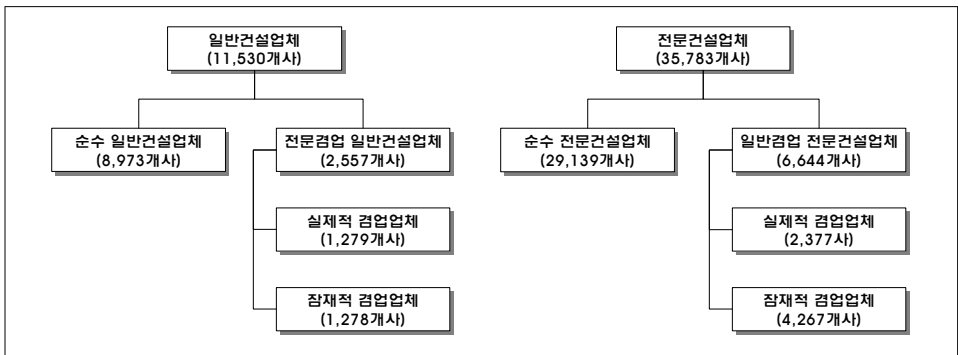 일반건설업체
(11,530개사)
전문건설업체
(35,783개사)
순수 일반건설업체
(8,973개사)
전문겸업 일반건설업체
(2,557개사)
순수 전문건설업체
(29,139개사)
일반겸업 전문건설업체
(6,644개사)
실제적 겸업업체
(1,279개사)
실제적 겸업업체
(2,377사)
잠재적 겸업업체
(1,278개사)
잠재적 겸업업체
(4,267개사)